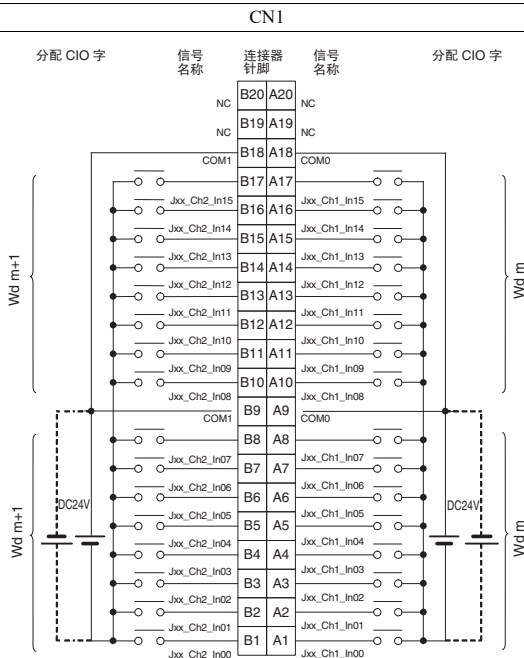 CN1
分配 CIO 字 信号名称 连接器针脚 信号名称 分配 CIO 字
NC B20 A20 NC
NC B19 A19 NC
COM1 B18 A18 COM0
Jxx_Ch2_In15 B17 A17 Jxx_Ch1_In15
Jxx_Ch2_In14 B16 A16 Jxx_Ch1_In14
Jxx_Ch2_In13 B15 A15 Jxx_Ch1_In13
Jxx_Ch2_In12 B14 A14 Jxx_Ch1_In12
Wd m+1 Wd m
Jxx_Ch2_In11 B13 A13 Jxx_Ch1_In11
Jxx_Ch2_In10 B12 A12 Jxx_Ch1_In10
Jxx_Ch2_In09 B11 A11 Jxx_Ch1_In09
Jxx_Ch2_In08 B10 A10 Jxx_Ch1_In08
COM1 B9 A9 COM0
Jxx_Ch2_In07 B8 A8 Jxx_Ch1_In07
Jxx_Ch2_In06 B7 A7 Jxx_Ch1_In06
DC24V Jxx_Ch2_In05 B6 A6 Jxx_Ch1_In05 DC24V
Jxx_Ch2_In04 B5 A5 Jxx_Ch1_In04
Wd m+1 Wd m
Jxx_Ch2_In03 B4 A4 Jxx_Ch1_In03
Jxx_Ch2_In02 B3 A3 Jxx_Ch1_In02
Jxx_Ch2_In01 B2 A2 Jxx_Ch1_In01
Jxx_Ch2_In00 B1 A1 Jxx_Ch1_In00